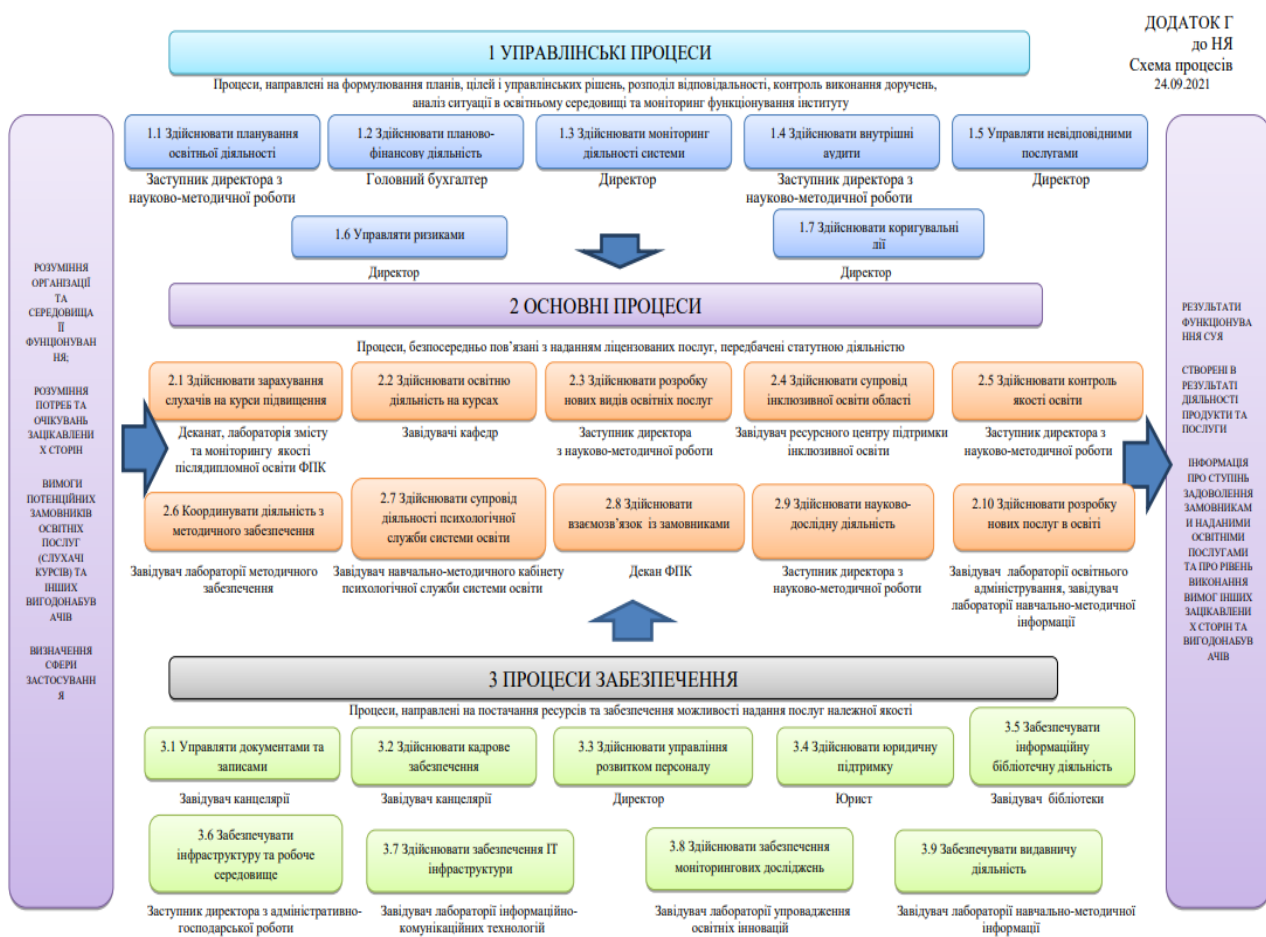 ДОДАТОК Г
до НЯ
Схема процесів
24.09.2021
1 УПРАВЛІНСЬКІ ПРОЦЕСИ
Процеси, направлені на формулювання планів, цілей і управлінських рішень, розподіл відповідальності, контроль виконання доручень,
аналіз ситуації в освітньому середовищі та моніторинг функціонування інституту
РОЗУМІННЯ
ОРГАНІЗАЦІЇ
ТА
СЕРЕДОВИЩА
ЇЇ
ФУНЦІОНУВАН
НЯ;
РОЗУМІННЯ
ПОТРЕБ ТА
ОЧІКУВАНЬ
ЗАЦІКАВЛЕНИ
Х СТОРІН
ВИМОГИ
ПОТЕНЦІЙНИХ
ЗАМОВНИКІВ
ОСВІТНІХ
ПОСЛУГ
(СЛУХАЧІ
КУРСІВ) ТА
ІНШИХ
ВИГОДОНАБУВ
АЧІВ
ВИЗНАЧЕННЯ
СФЕРИ
ЗАСТОСУВАНН
Я
1.1 Здійснювати планування
освітньої діяльності
Заступник директора з
науково-методичної роботи
1.2 Здійснювати планово-
фінансову діяльність
Головний бухгалтер
1.3 Здійснювати моніторинг
діяльності системи
Директор
1.4 Здійснювати внутрішні
аудити
Заступник директора з
науково-методичної роботи
1.5 Управляти невідповідними
послугами
Директор
1.6 Управляти ризиками
Директор
1.7 Здійснювати коригувальні
дії
Директор
2 ОСНОВНІ ПРОЦЕСИ
Процеси, безпосередньо пов’язані з наданням ліцензованих послуг, передбачені статутною діяльністю
2.1 Здійснювати зарахування
слухачів на курси підвищення
Деканат, лабораторія змісту
та моніторингу якості
післядипломної освіти ФПК
2.2 Здійснювати освітню
діяльність на курсах
Завідувачі кафедр
2.3 Здійснювати розробку
нових видів освітніх послуг
Заступник директора
з науково-методичної роботи
2.4 Здійснювати супровід
інклюзивної освіти області
Завідувач ресурсного центру підтримки
інклюзивної освіти
2.5 Здійснювати контроль
якості освіти
Заступник директора з
науково-методичної роботи
2.6 Координувати діяльність з
методичного забезпечення
Завідувач лабораторії методичного
забезпечення
2.7 Здійснювати супровід
діяльності психологічної
служби системи освіти
Завідувач навчально-методичного кабінету
психологічної служби системи освіти
2.8 Здійснювати
взаємозв’язок із замовниками
Декан ФПК
2.9 Здійснювати науково-
дослідну діяльність
Заступник директора з
науково-методичної роботи
2.10 Здійснювати розробку
нових послуг в освіті
Завідувач лабораторії освітнього
адміністрування, завідувач
лабораторії навчально-методичної
інформації
3 ПРОЦЕСИ ЗАБЕЗПЕЧЕННЯ
Процеси, направлені на постачання ресурсів та забезпечення можливості надання послуг належної якості
3.1 Управляти документами та
записами
Завідувач канцелярії
3.2 Здійснювати кадрове
забезпечення
Завідувач канцелярії
3.3 Здійснювати управління
розвитком персоналу
Директор
3.4 Здійснювати юридичну
підтримку
Юрист
3.5 Забезпечувати
інформаційну
бібліотечну діяльність
Завідувач бібліотеки
3.6 Забезпечувати
інфраструктуру та робоче
середовище
Заступник директора з адміністративно-
господарської роботи
3.7 Здійснювати забезпечення ІТ
інфраструктури
Завідувач лабораторії інформаційно-
комунікаційних технологій
3.8 Здійснювати забезпечення
моніторингових досліджень
Завідувач лабораторії упровадження
освітніх інновацій
3.9 Забезпечувати видавничу
діяльність
Завідувач лабораторії навчально-методичної
інформації
РЕЗУЛЬТАТИ
ФУНКЦІОНУВА
ННЯ СУЯ
СТВОРЕНІ В
РЕЗУЛЬТАТІ
ДІЯЛЬНОСТІ
ПРОДУКТИ ТА
ПОСЛУГИ
ІНФОРМАЦІЯ
ПРО СТУПІНЬ
ЗАДОВОЛЕННЯ
ЗАМОВНИКАМ
И НАДАНИМИ
ОСВІТНІМИ
ПОСЛУГАМИ
ТА ПРО РІВЕНЬ
ВИКОНАННЯ
ВИМОГ ІНШИХ
ЗАЦІКАВЛЕНИ
Х СТОРІН ТА
ВИГОДОНАБУВ
АЧІВ